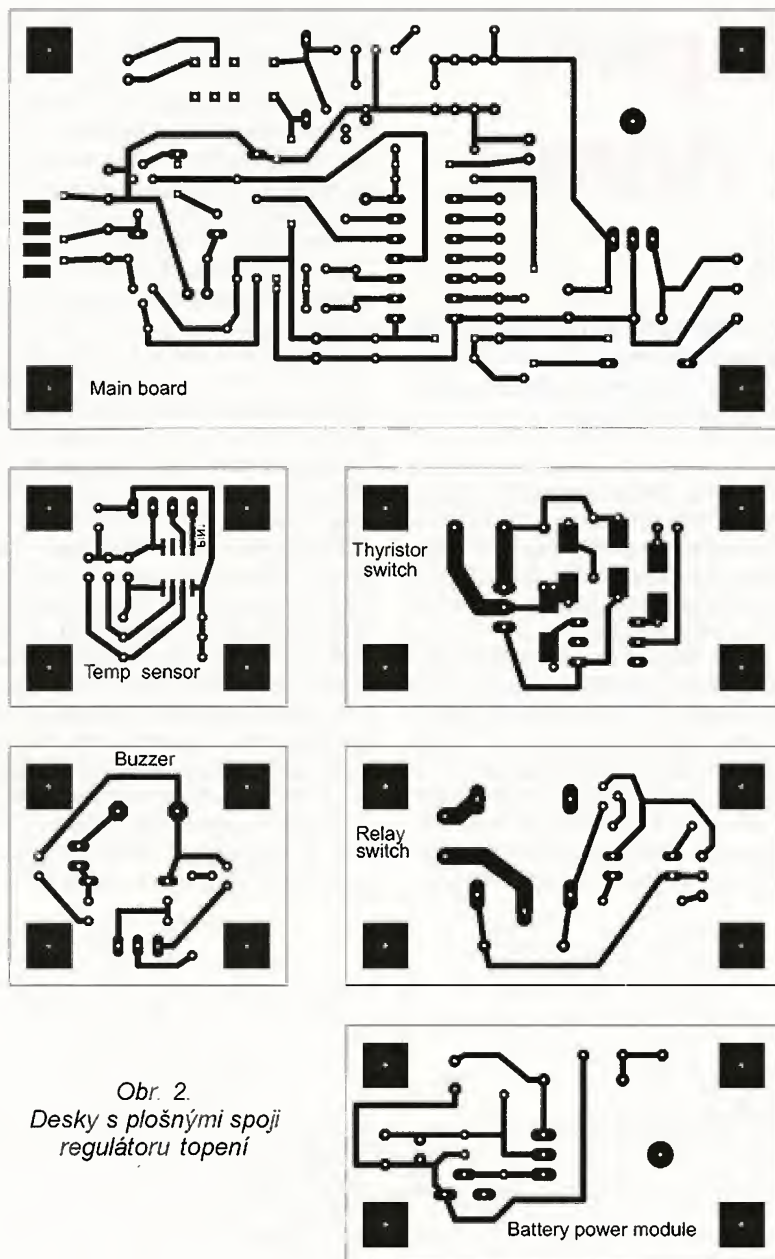 Main board
Temp sensor
Thyristor
switch
Buzzer
Relay
switch
Obr. 2.
Desky s plošnými spoji
regulátoru topení
Battery power module